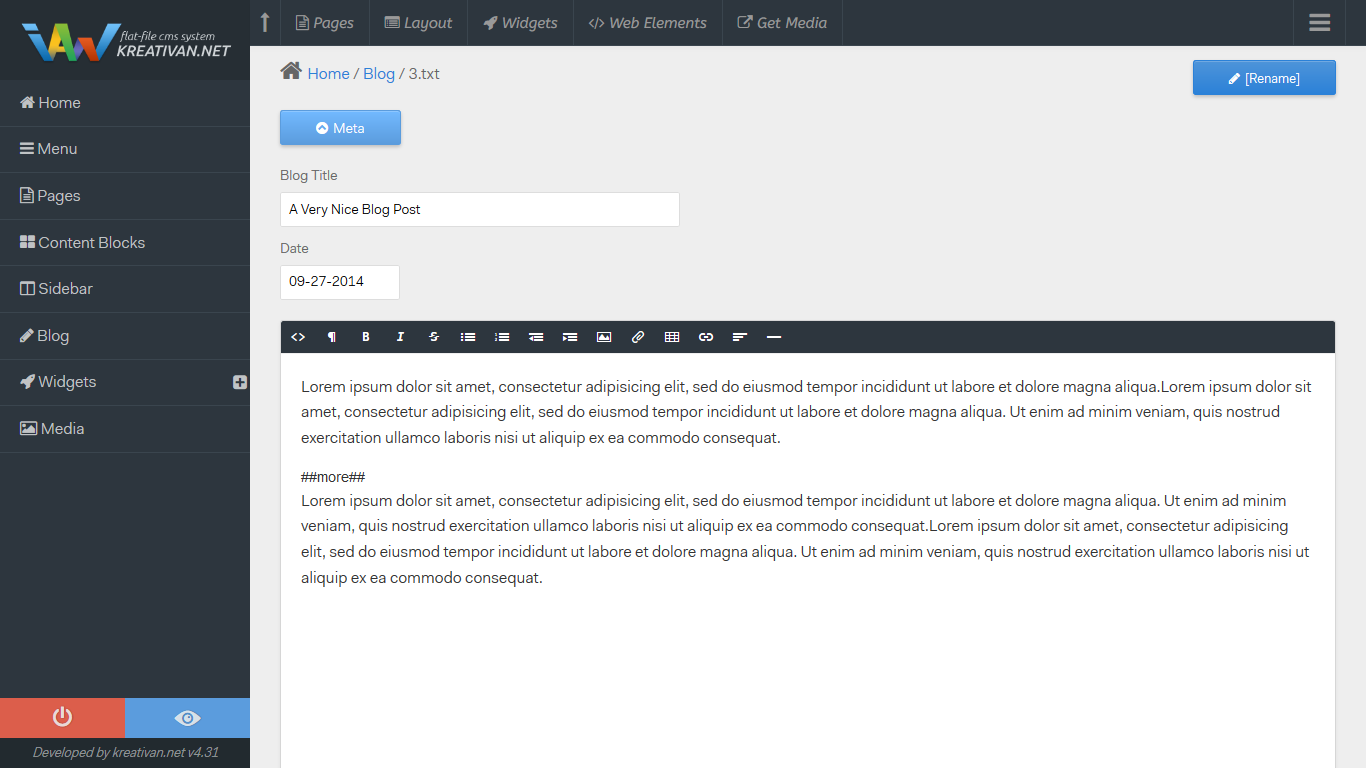 flat-file cms system
KREATIVAN.NET
Pages
Layout
Widgets
</> Web Elements
Get Media
Home
Menu
Pages
Content Blocks
Sidebar
Blog
Widgets
Media
Developed by kreativan.net v4.31
Home / Blog / 3.txt
[Rename]
Meta
Blog Title
A Very Nice Blog Post
Date
09-27-2014
<> ¶ B I S
Lorem ipsum dolor sit amet, consectetur adipisicing elit, sed do eiusmod tempor incididunt ut labore et dolore magna aliqua.Lorem ipsum dolor sit
amet, consectetur adipisicing elit, sed do eiusmod tempor incididunt ut labore et dolore magna aliqua. Ut enim ad minim veniam, quis nostrud
exercitation ullamco laboris nisi ut aliquip ex ea commodo consequat.
##more##
Lorem ipsum dolor sit amet, consectetur adipisicing elit, sed do eiusmod tempor incididunt ut labore et dolore magna aliqua. Ut enim ad minim
veniam, quis nostrud exercitation ullamco laboris nisi ut aliquip ex ea commodo consequat.Lorem ipsum dolor sit amet, consectetur adipisicing
elit, sed do eiusmod tempor incididunt ut labore et dolore magna aliqua. Ut enim ad minim veniam, quis nostrud exercitation ullamco laboris nisi ut
aliquip ex ea commodo consequat.